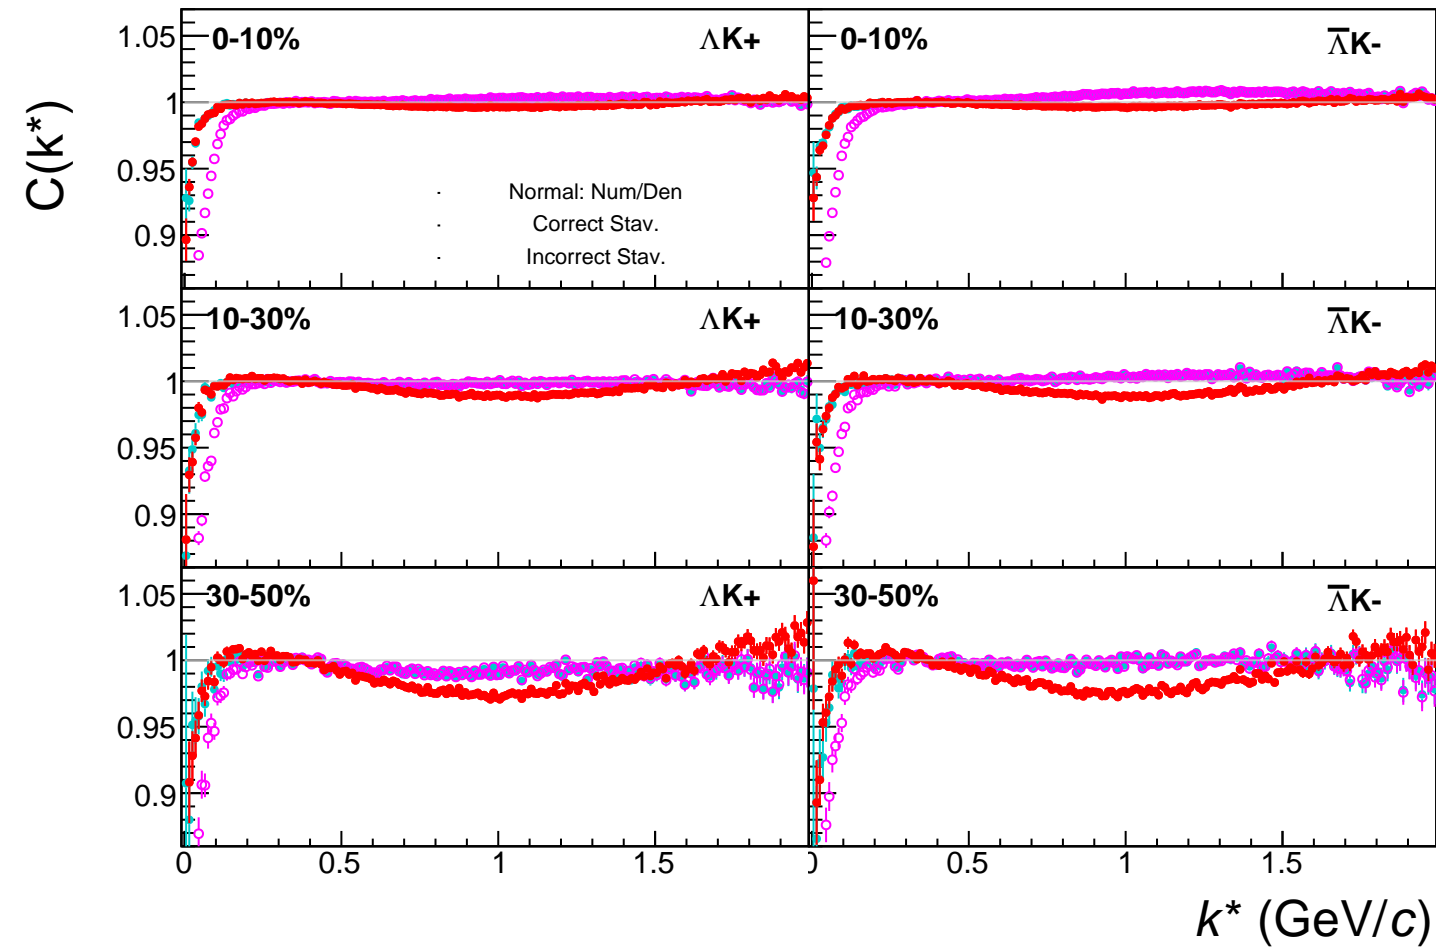 C(k*)
0-10%
ΛK+
0-10%
Λ̅K-
1.05
1
0.95
0.9
Normal: Num/Den
Correct Stav.
Incorrect Stav.
10-30%
ΛK+
10-30%
Λ̅K-
1.05
1
0.95
0.9
30-50%
ΛK+
30-50%
Λ̅K-
1.05
1
0.95
0.9
0 0.5 1 1.5 0 0.5 1 1.5
k* (GeV/c)